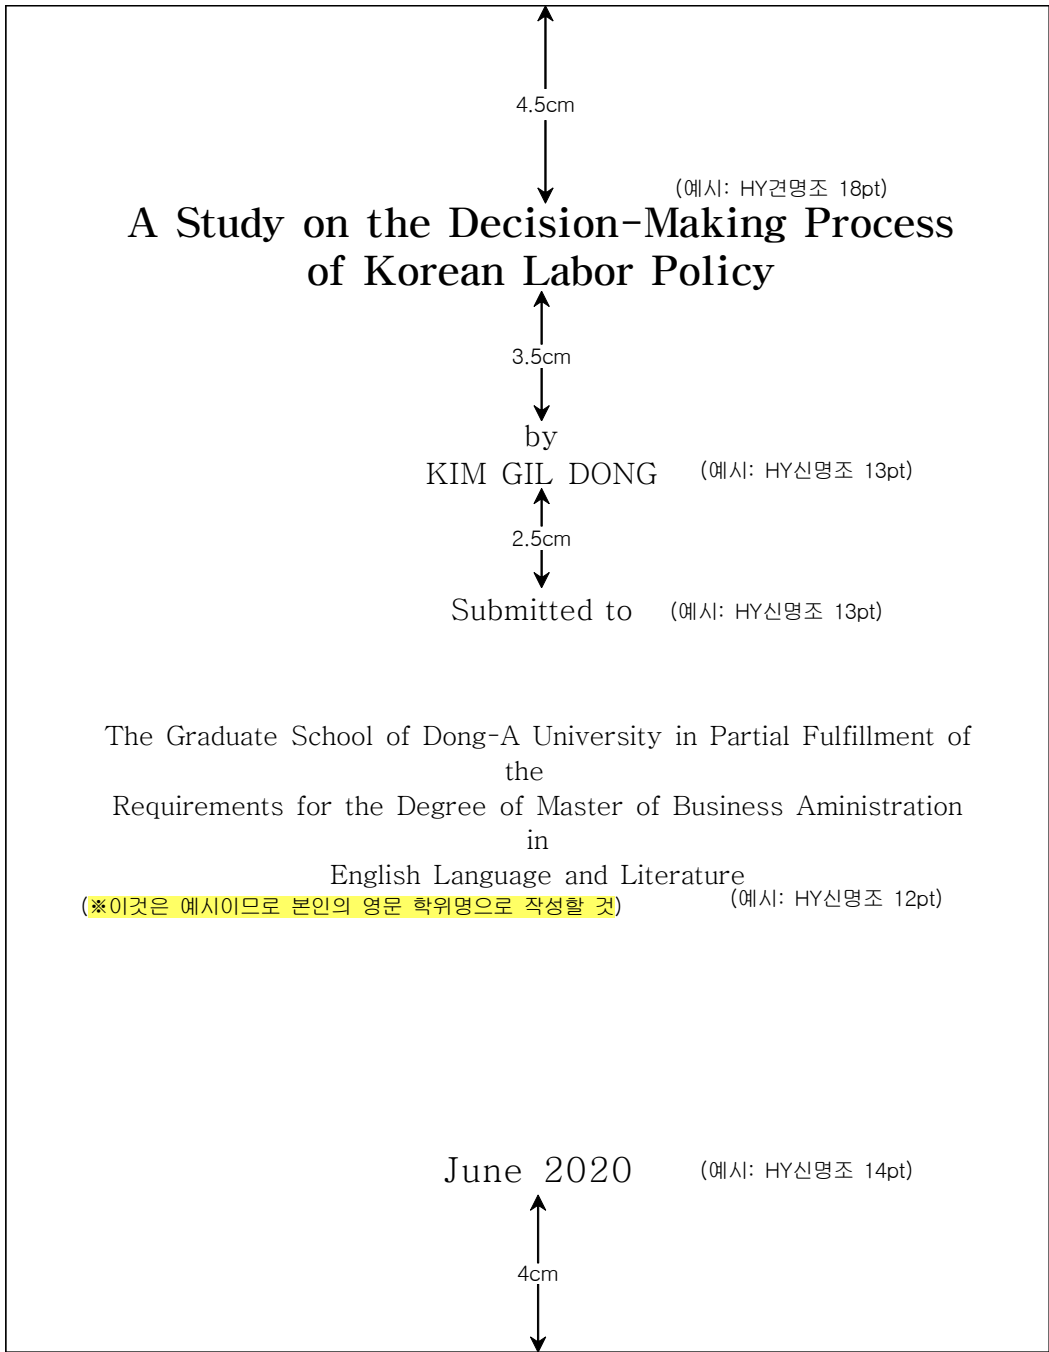 4.5cm
(예시: HY견명조 18pt)
A Study on the Decision-Making Process
of Korean Labor Policy
3.5cm
by
KIM GIL DONG (예시: HY신명조 13pt)
2.5cm
Submitted to (예시: HY신명조 13pt)
The Graduate School of Dong-A University in Partial Fulfillment of
the
Requirements for the Degree of Master of Business Aministration
in
English Language and Literature
(※이것은 예시이므로 본인의 영문 학위명으로 작성할 것) (예시: HY신명조 12pt)
June 2020 (예시: HY신명조 14pt)
4cm